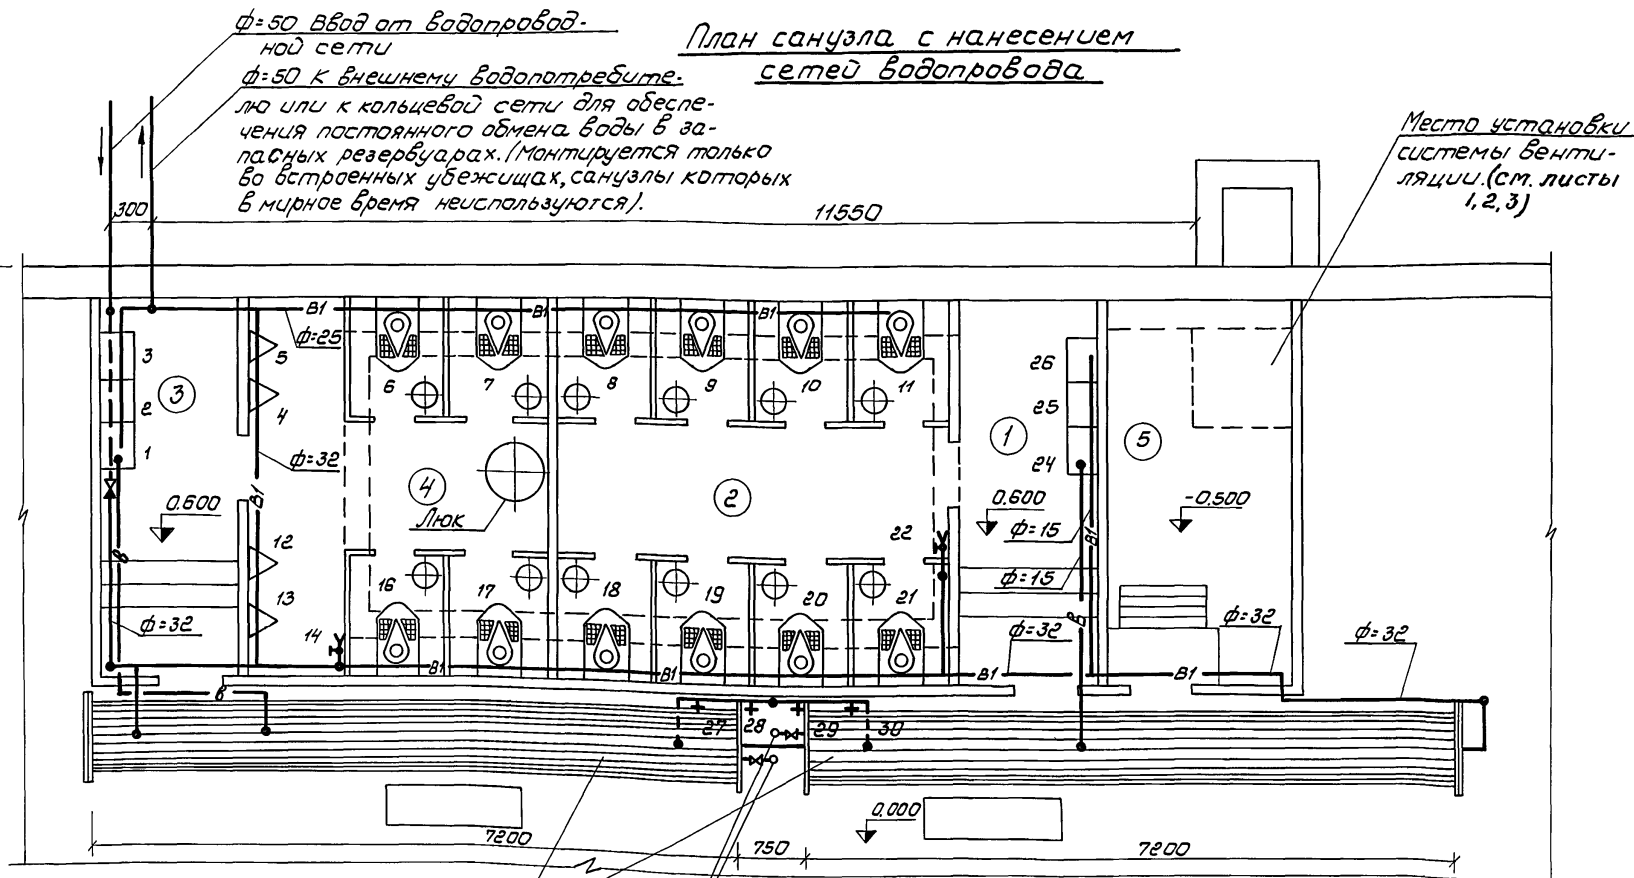 План санузла с нанесением
сетей водопровода
ф=50 Ввод от водопровод-
ной сети
ф=50 К внешнему водопотребите-
лю или к кольцевой сети для обеспе-
чения постоянного обмена воды в за-
пасных резервуарах. (Монтируется только
во встроенных убежищах, санузлы которых
в мирное время неиспользуются).
Место установки
системы венти-
ляции. (см. листы
1, 2, 3)
300
11550
В1
В1
В1
ф=25
3
5
6
7
8
9
10
11
26
3
2
4
25
1
5
1
ф=32
24
4
2
0.600
Люк
В1
22
0.600
-0.500
ф=15
В1
В
12
16
17
18
19
20
21
ф=15
13
14
ф=32
В
ф=32
ф=32
ф=32
В1
В1
В1
В1
В
27
28
29
30
0.000
7200
750
7200